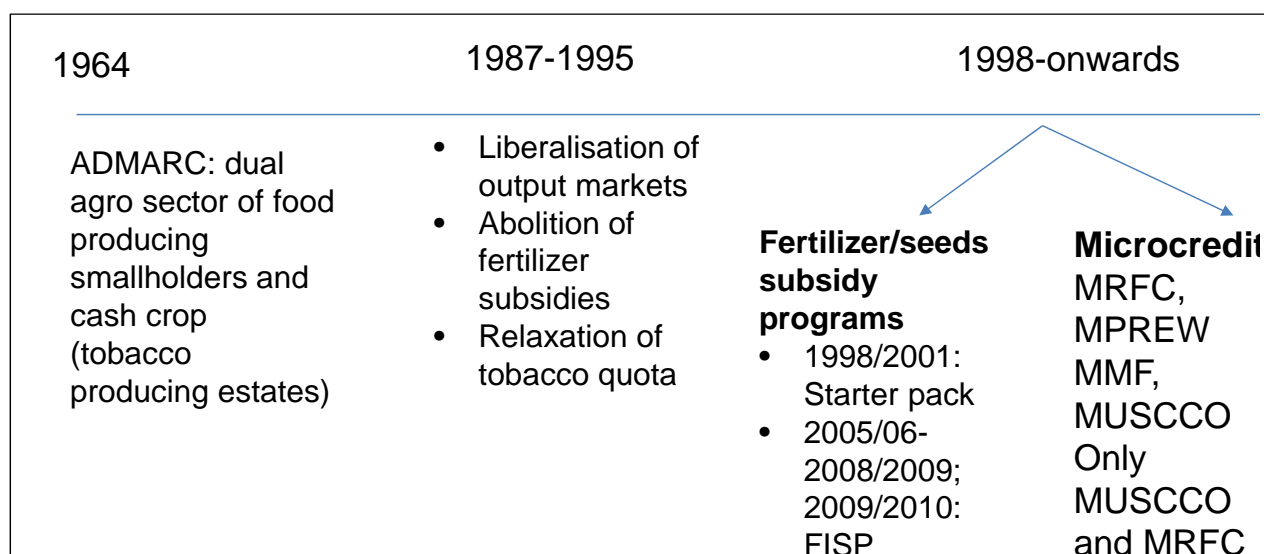 1964
1987-1995
1998-onwards
ADMARC: dual
agro sector of food
producing
smallholders and
cash crop
(tobacco
producing estates)
• Liberalisation of
output markets
• Abolition of
fertilizer
subsidies
• Relaxation of
tobacco quota
Fertilizer/seeds
subsidy
programs
• 1998/2001:
Starter pack
• 2005/06-
2008/2009;
2009/2010:
FISP
Microcredit
MRFC,
MPREW
MMF,
MUSCCO
Only
MUSCCO
and MRFC